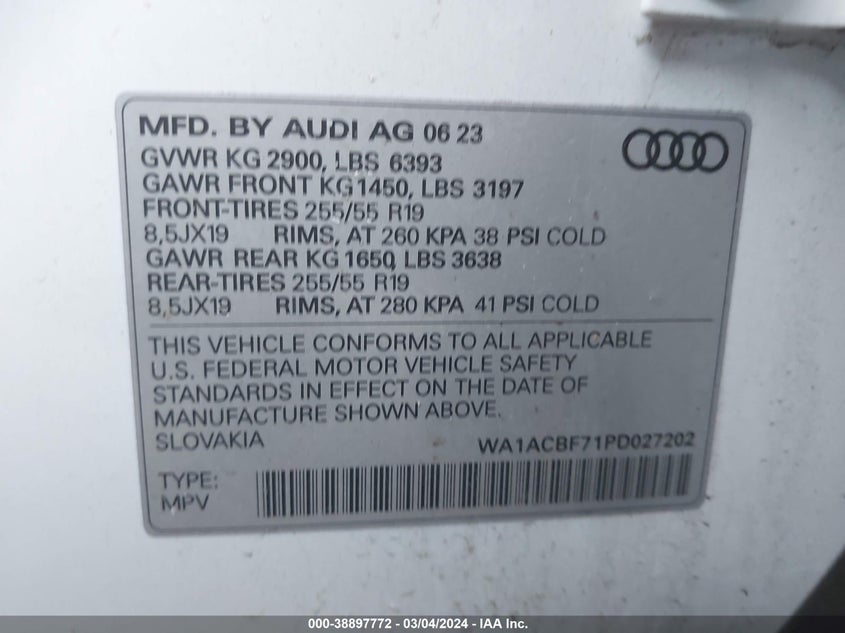 MFD. BY AUDI AG 06 23
GVWR KG 2900, LBS 6393
GAWR FRONT KG1450, LBS 3197
FRONT-TIRES 255/55 R19
8,5JX19 RIMS, AT 260 KPA 38 PSI COLD
GAWR REAR KG 1650, LBS 3638
REAR-TIRES 255/55 R19
8,5JX19 RIMS, AT 280 KPA 41 PSI COLD
THIS VEHICLE CONFORMS TO ALL APPLICABLE
U.S. FEDERAL MOTOR VEHICLE SAFETY
STANDARDS IN EFFECT ON THE DATE OF
MANUFACTURE SHOWN ABOVE.
SLOVAKIA WA1ACBF71PD027202
TYPE:
MPV
000-38897772 - 03/04/2024 - IAA Inc.